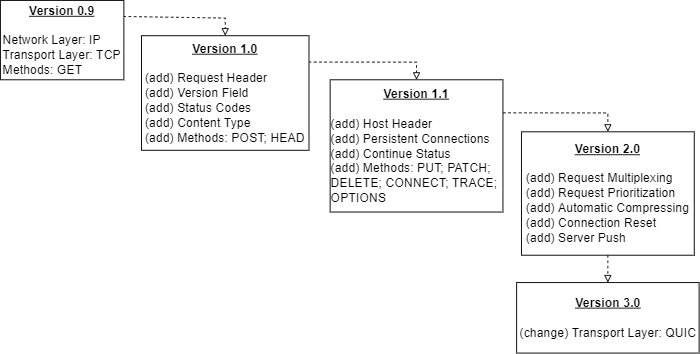 Version 0.9
Network Layer: IP
Transport Layer: TCP
Methods: GET
Version 1.0
(add) Request Header
(add) Version Field
(add) Status Codes
(add) Content Type
(add) Methods: POST; HEAD
Version 1.1
(add) Host Header
(add) Persistent Connections
(add) Continue Status
(add) Methods: PUT; PATCH;
DELETE; CONNECT; TRACE;
OPTIONS
Version 2.0
(add) Request Multiplexing
(add) Request Prioritization
(add) Automatic Compressing
(add) Connection Reset
(add) Server Push
Version 3.0
(change) Transport Layer: QUIC